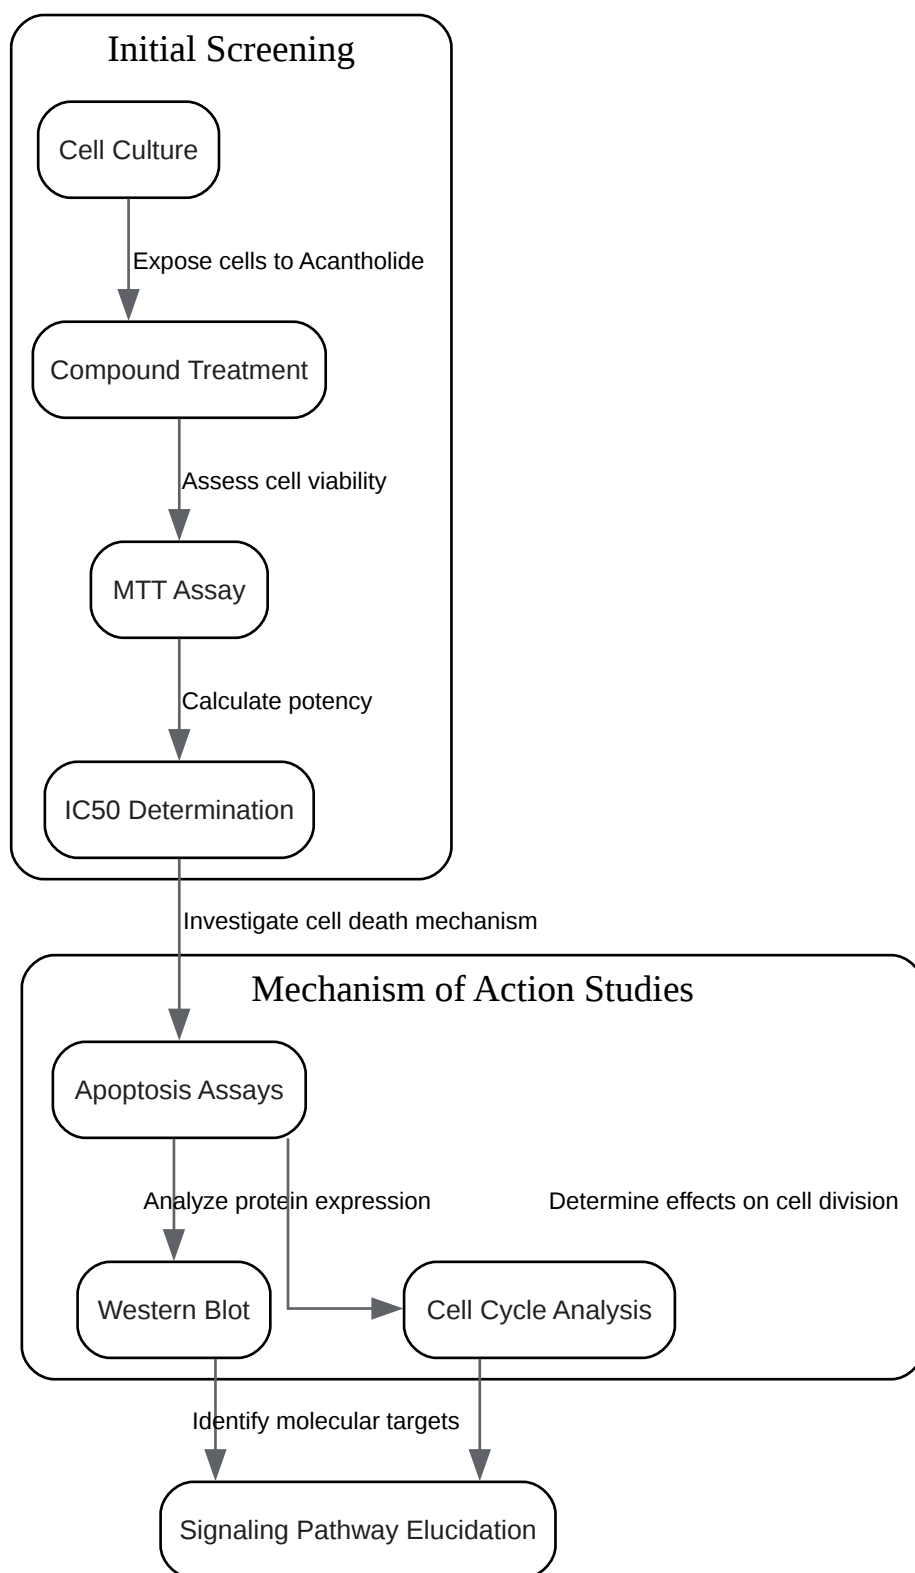 Initial Screening
Cell Culture
Expose cells to Acantholide
Compound Treatment
Assess cell viability
MTT Assay
Calculate potency
IC50 Determination
Investigate cell death mechanism
Mechanism of Action Studies
Apoptosis Assays
Analyze protein expression
Determine effects on cell division
Western Blot
Cell Cycle Analysis
Identify molecular targets
Signaling Pathway Elucidation